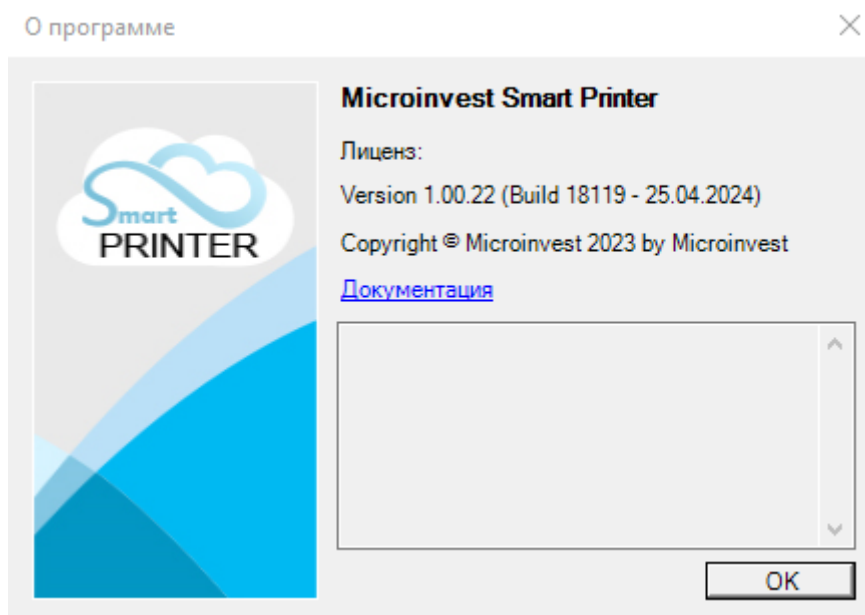 О программе
Smart
PRINTER
Microinvest Smart Printer
Лиценз:
Version 1.00.22 (Build 18119 - 25.04.2024)
Copyright © Microinvest 2023 by Microinvest
Документация
OK